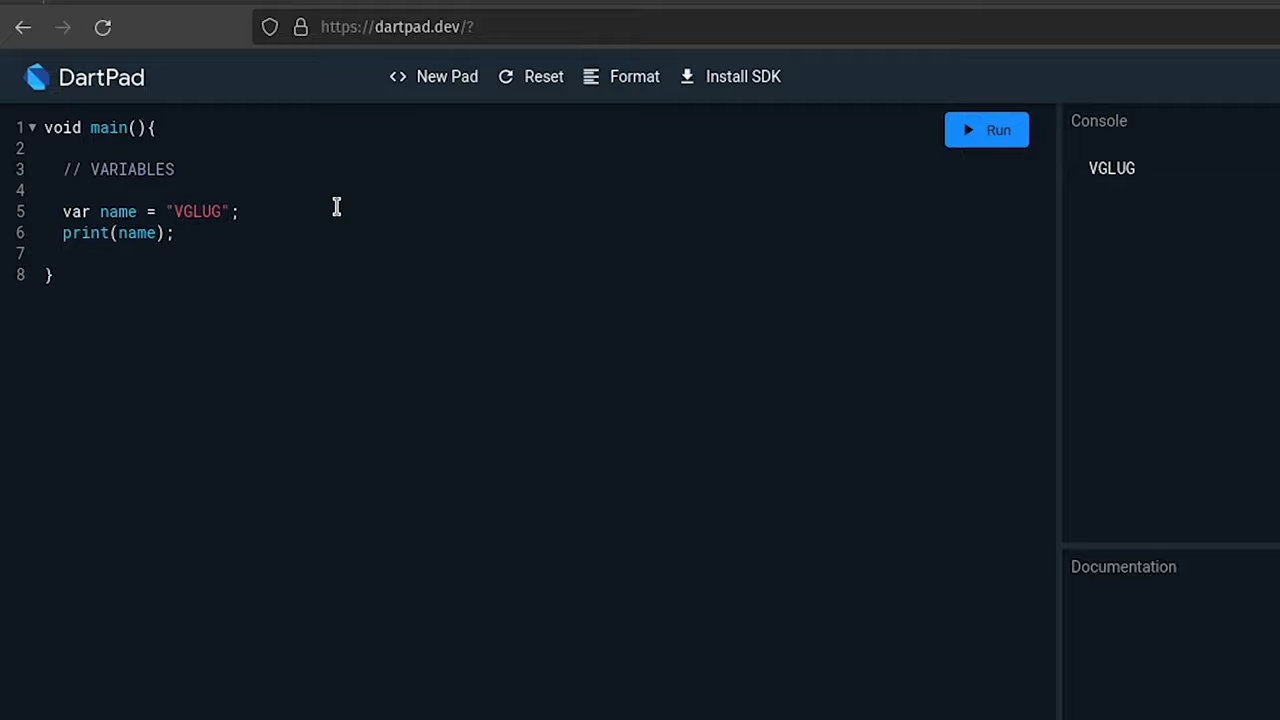 https://dartpad.dev/?
DartPad
<> New Pad
Reset
Format
Install SDK
1 void main(){
2
3 // VARIABLES
4
5 var name = "VGLUG";
6 print(name);
7
8 }
Run
Console
VGLUG
Documentation